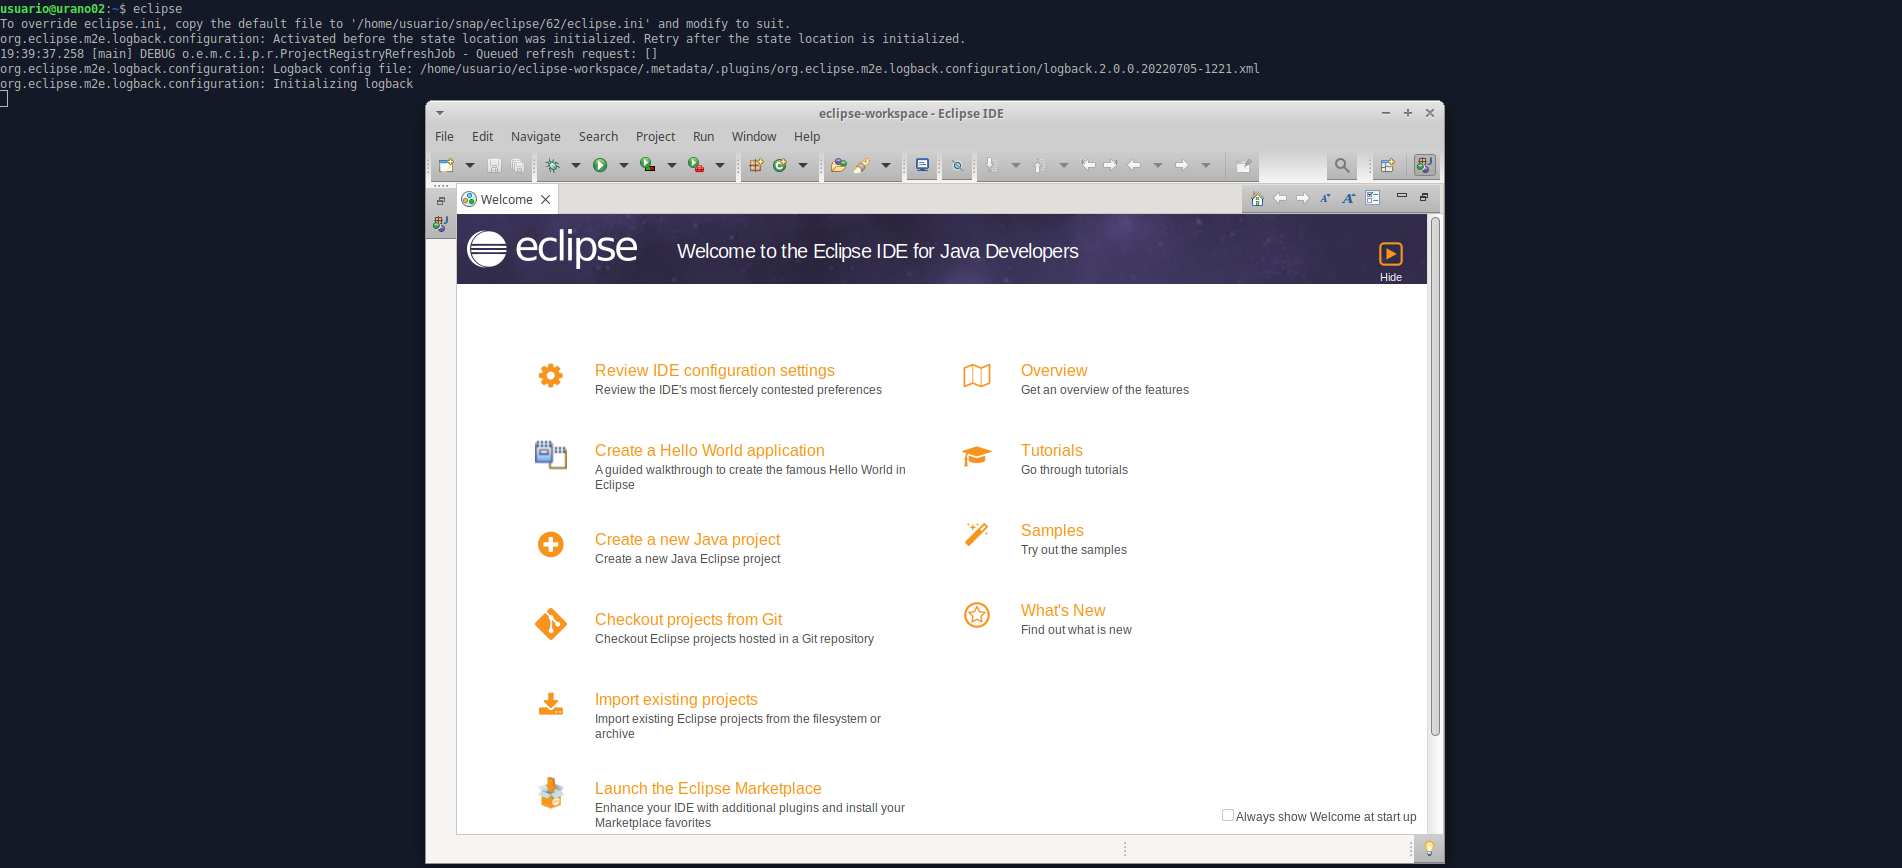 usuario@urano02:~$ eclipse
To override eclipse.ini, copy the default file to '/home/usuario/snap/eclipse/62/eclipse.ini' and modify to suit.
org.eclipse.m2e.logback.configuration: Activated before the state location was initialized. Retry after the state location is initialized.
19:39:37.258 [main] DEBUG o.e.m.c.i.p.r.ProjectRegistryRefreshJob - Queued refresh request: []
org.eclipse.m2e.logback.configuration: Logback config file: /home/usuario/eclipse-workspace/.metadata/.plugins/org.eclipse.m2e.logback.configuration/logback.2.0.0.20220705-1221.xml
org.eclipse.m2e.logback.configuration: Initializing logback
eclipse-workspace - Eclipse IDE
File Edit Navigate Search Project Run Window Help
Welcome
eclipse
Welcome to the Eclipse IDE for Java Developers
Hide
Review IDE configuration settings
Review the IDE's most fiercely contested preferences
Create a Hello World application
A guided walkthrough to create the famous Hello World in
Eclipse
Create a new Java project
Create a new Java Eclipse project
Checkout projects from Git
Checkout Eclipse projects hosted in a Git repository
Import existing projects
Import existing Eclipse projects from the filesystem or
archive
Launch the Eclipse Marketplace
Enhance your IDE with additional plugins and install your
Marketplace favorites
Overview
Get an overview of the features
Tutorials
Go through tutorials
Samples
Try out the samples
What's New
Find out what is new
Always show Welcome at start up